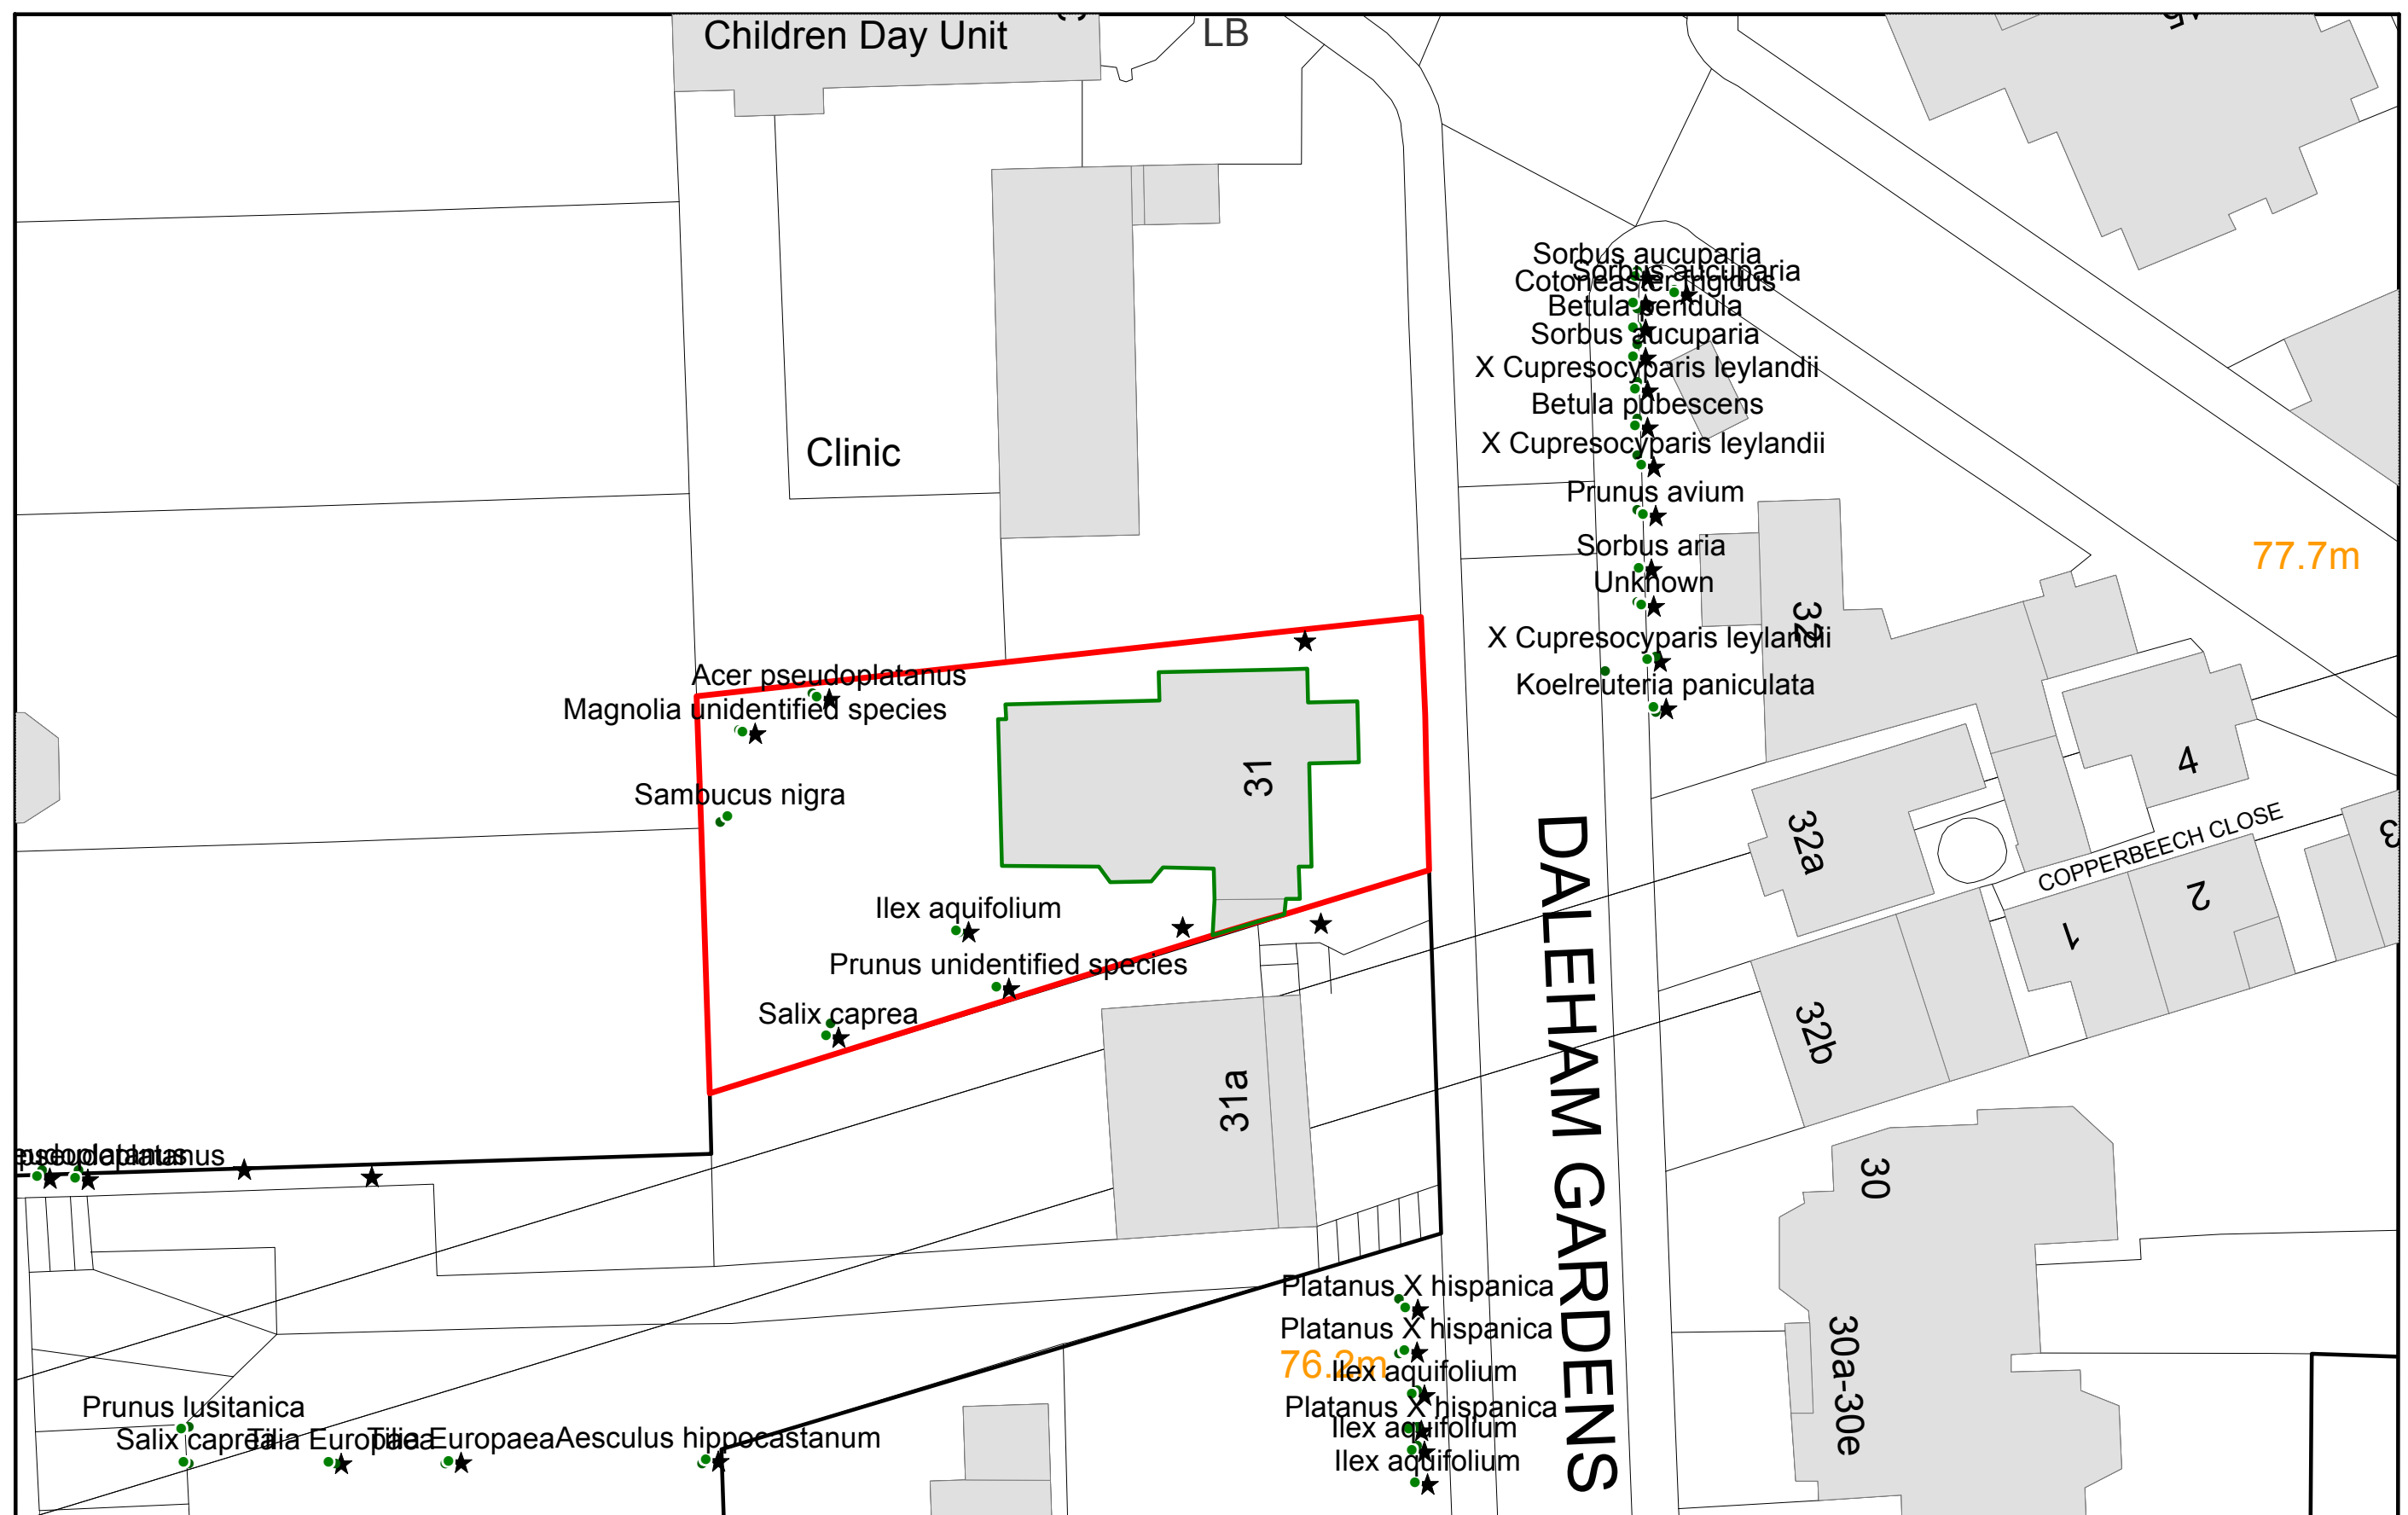 Children Day Unit
LB
Sorbus aucuparia
Sorbus aucuparia
Cotoneaster frigidus
Betula pendula
Sorbus aucuparia
X Cupresocyparis leylandii
Betula pubescens
X Cupresocyparis leylandii
Clinic
Prunus avium
Sorbus aria
Unknown
77.7m
32
X Cupresocyparis leylandii
Acer pseudoplatanus
Koelreuteria paniculata
Magnolia unidentified species
31
4
Sambucus nigra
32a
COPPERBEECH CLOSE
3
2
1
Ilex aquifolium
DALEHAM GARDENS
Prunus unidentified species
Salix caprea
32b
31a
30
Platanus X hispanica
Platanus X hispanica
76.2m
Ilex aquifolium
30a-30e
Platanus X hispanica
Ilex aquifolium
Ilex aquifolium
Prunus lusitanica
Salix caprea
Tilia Europaea
Tilia Europaea
Aesculus hippocastanum